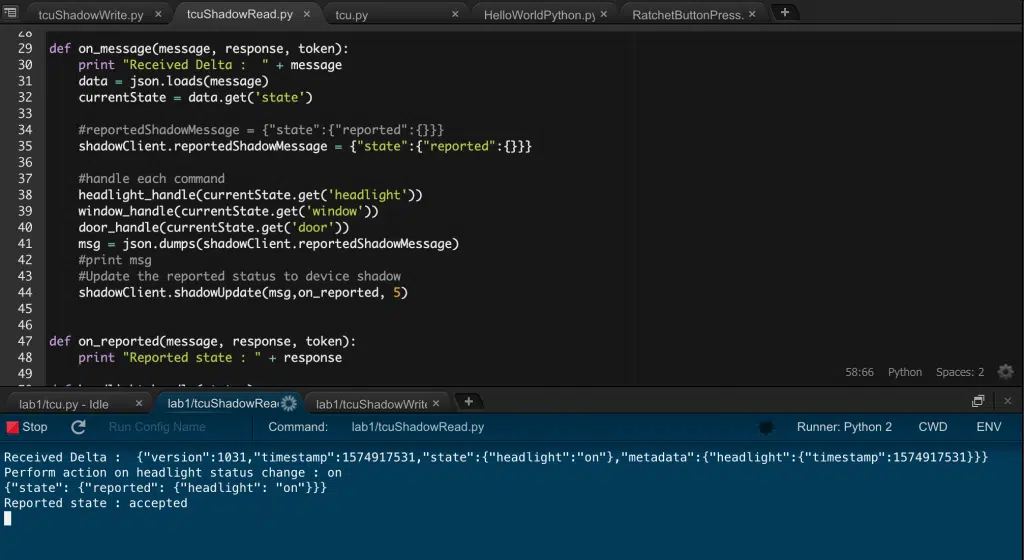 tcuShadowWrite.py × tcuShadowRead.py × tcu.py × HelloWorldPython.py × RatchetButtonPress. × +
28
29 def on_message(message, response, token):
30     print "Received Delta :  " + message
31     data = json.loads(message)
32     currentState = data.get('state')
33
34     #reportedShadowMessage = {"state":{"reported":{}}}
35     shadowClient.reportedShadowMessage = {"state":{"reported":{}}}
36
37     #handle each command
38     headlight_handle(currentState.get('headlight'))
39     window_handle(currentState.get('window'))
40     door_handle(currentState.get('door'))
41     msg = json.dumps(shadowClient.reportedShadowMessage)
42     #print msg
43     #Update the reported status to device shadow
44     shadowClient.shadowUpdate(msg,on_reported, 5)
45
46
47 def on_reported(message, response, token):
48     print "Reported state : " + response
49
58:66 Python Spaces: 2
lab1/tcu.py - Idle × lab1/tcuShadowRea lab1/tcuShadowWrite × + ×
Stop Run Config Name Command: lab1/tcuShadowRead.py Runner: Python 2 CWD ENV
Received Delta :  {"version":1031,"timestamp":1574917531,"state":{"headlight":"on"},"metadata":{"headlight":{"timestamp":1574917531}}}
Perform action on headlight status change : on
{"state": {"reported": {"headlight": "on"}}}
Reported state : accepted